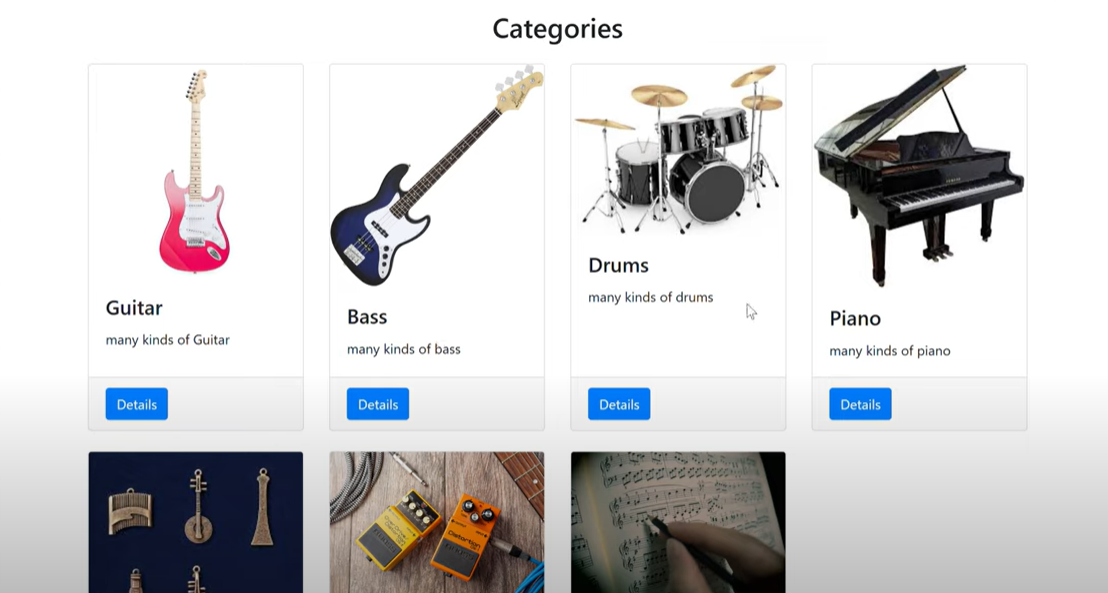 Categories
Guitar
many kinds of Guitar
Details
Bass
many kinds of bass
Details
Drums
many kinds of drums
Details
Piano
many kinds of piano
Details
Distortion